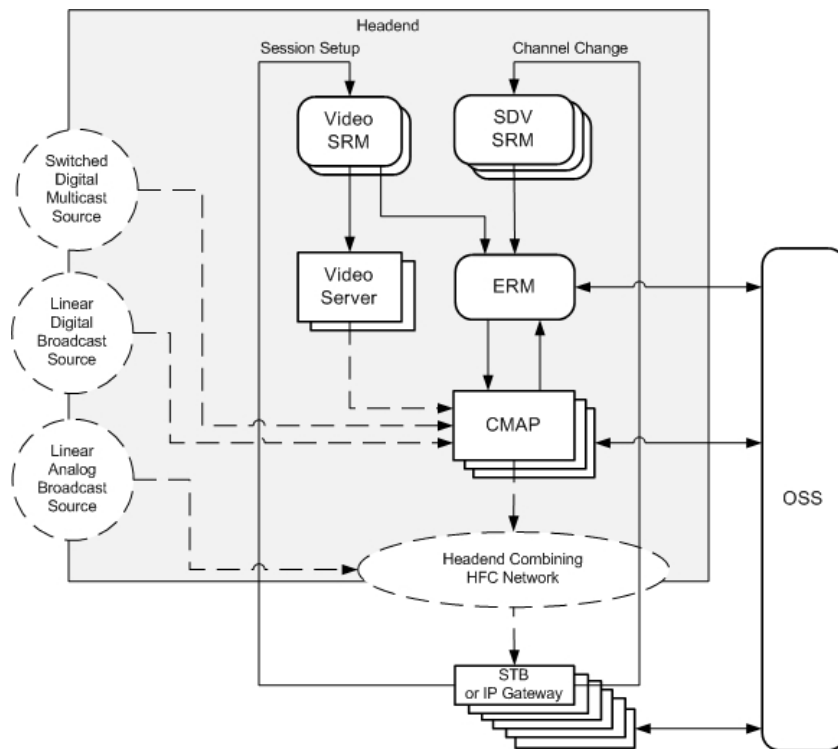 Headend
Session Setup
Channel Change
Video
SRM
SDV
SRM
Switched
Digital
Multicast
Source
Video
Server
ERM
Linear
Digital
Broadcast
Source
CMAP
Linear
Analog
Broadcast
Source
OSS
Headend Combining
HFC Network
STB
or IP Gateway